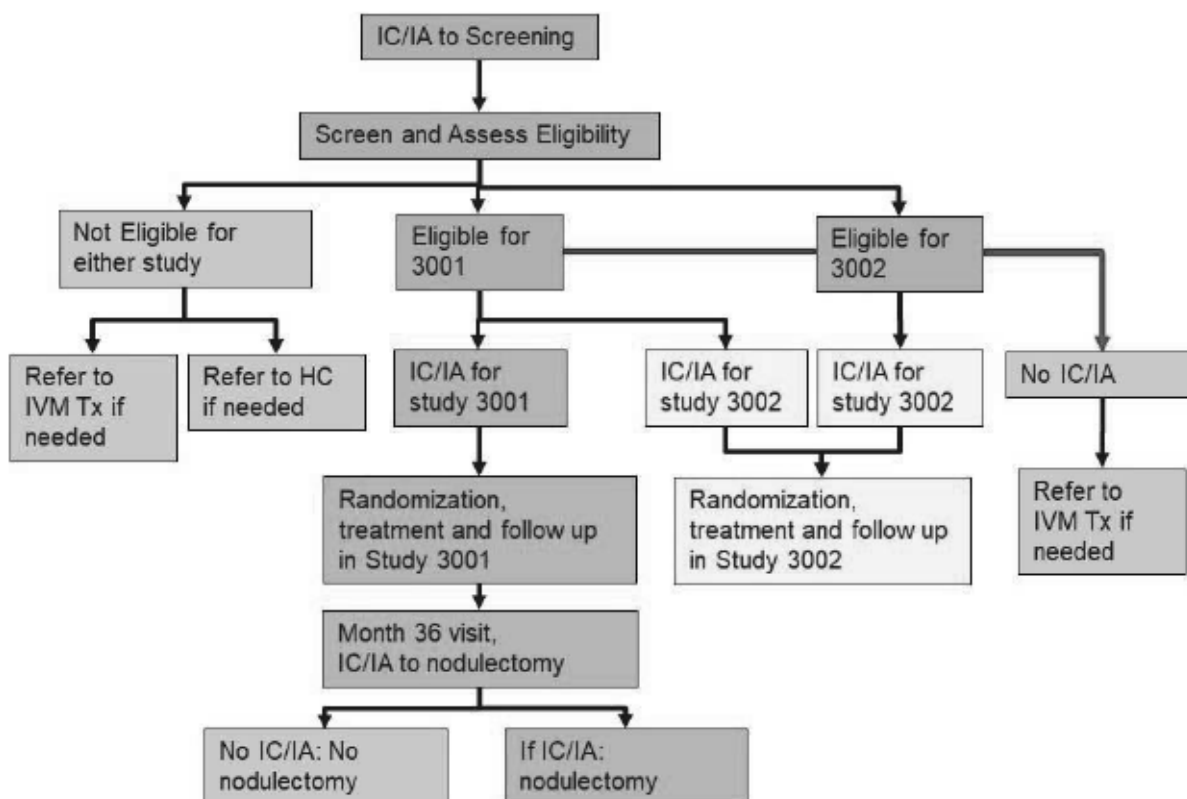 IC/IA to Screening
Screen and Assess Eligibility
Not Eligible for
either study
Eligible for
3001
Eligible for
3002
Refer to
IVM Tx if
needed
Refer to HC
if needed
IC/IA for
study 3001
IC/IA for
study 3002
IC/IA for
study 3002
No IC/IA
Randomization,
treatment and follow up
in Study 3001
Randomization,
treatment and follow up
in Study 3002
Refer to
IVM Tx if
needed
Month 36 visit,
IC/IA to nodulectomy
No IC/IA: No
nodulectomy
If IC/IA:
nodulectomy